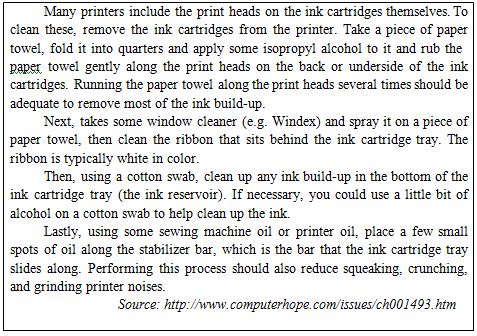 Many printers include the print heads on the ink cartridges themselves. To
clean these, remove the ink cartridges from the printer. Take a piece of paper
towel, fold it into quarters and apply some isopropyl alcohol to it and rub the
paper towel gently along the print heads on the back or underside of the ink
cartridges. Running the paper towel along the print heads several times should be
adequate to remove most of the ink build-up.
Next, takes some window cleaner (e.g. Windex) and spray it on a piece of
paper towel, then clean the ribbon that sits behind the ink cartridge tray. The
ribbon is typically white in color.
Then, using a cotton swab, clean up any ink build-up in the bottom of the
ink cartridge tray (the ink reservoir). If necessary, you could use a little bit of
alcohol on a cotton swab to help clean up the ink.
Lastly, using some sewing machine oil or printer oil, place a few small
spots of oil along the stabilizer bar, which is the bar that the ink cartridge tray
slides along. Performing this process should also reduce squeaking, crunching,
and grinding printer noises.
Source: http://www.computerhope.com/issues/ch001493.htm